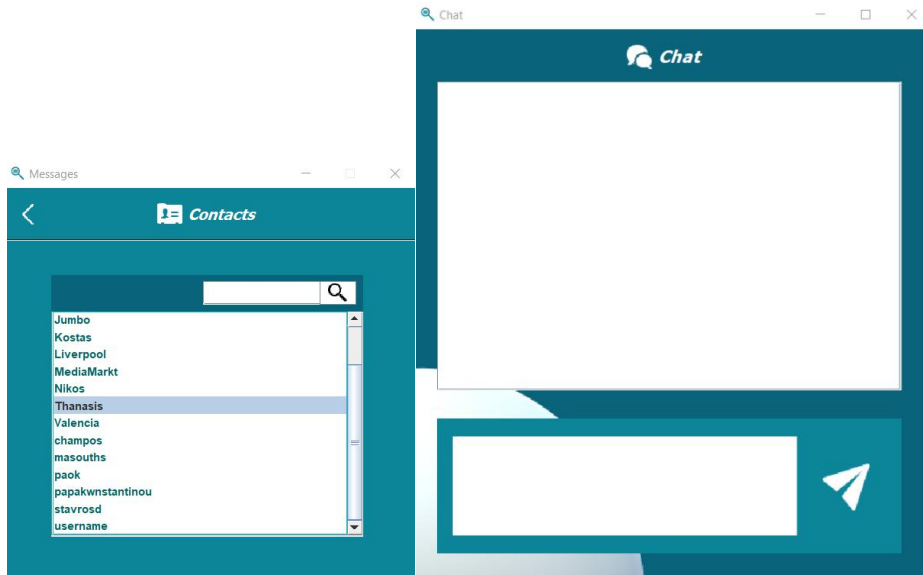 Messages
Contacts
Jumbo
Kostas
Liverpool
MediaMarkt
Nikos
Thanasis
Valencia
champos
masouths
paok
papakwnstantinou
stavrosd
username
Chat
Chat